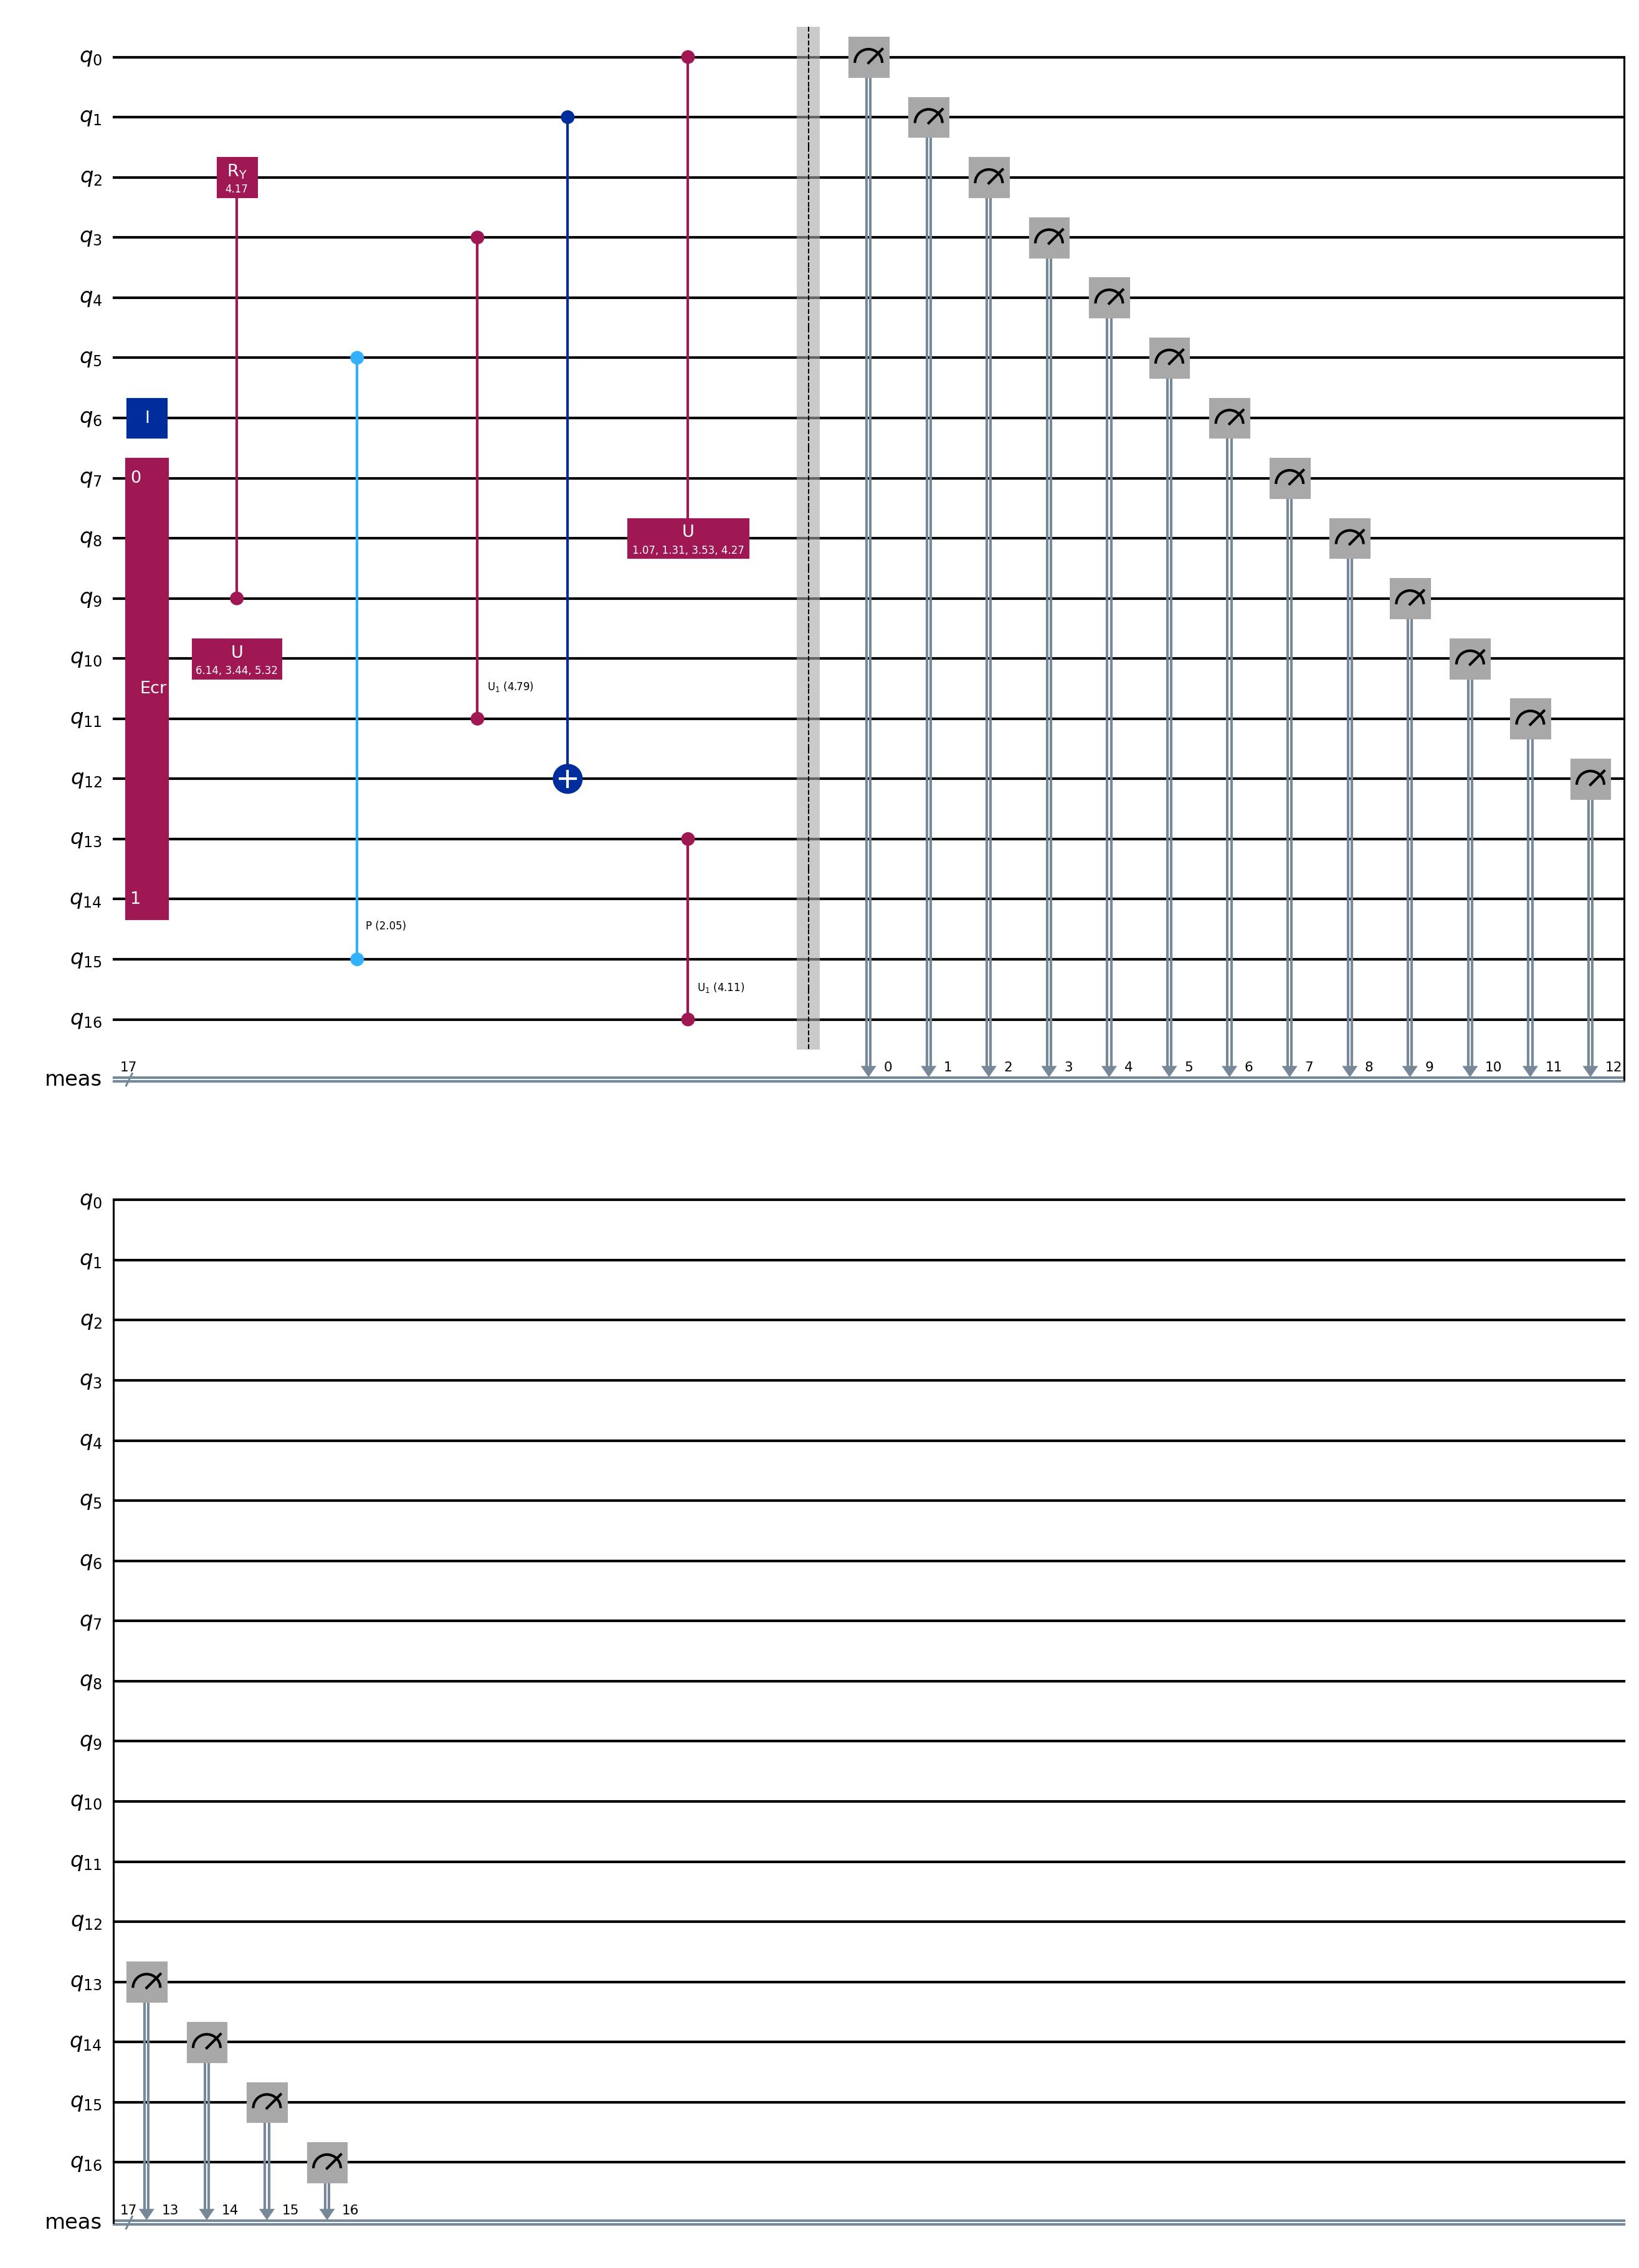 q0
q1
q2 RY 4.17
q3
q4
q5
q6 I
q7 0
q8 U 1.07, 1.31, 3.53, 4.27
q9
q10 U 6.14, 3.44, 5.32
Ecr U1 (4.79)
q11
q12
q13
q14 1
P (2.05)
q15
U1 (4.11)
q16
17 0 1 2 3 4 5 6 7 8 9 10 11 12
meas
q0
q1
q2
q3
q4
q5
q6
q7
q8
q9
q10
q11
q12
q13
q14
q15
q16
17 13 14 15 16
meas